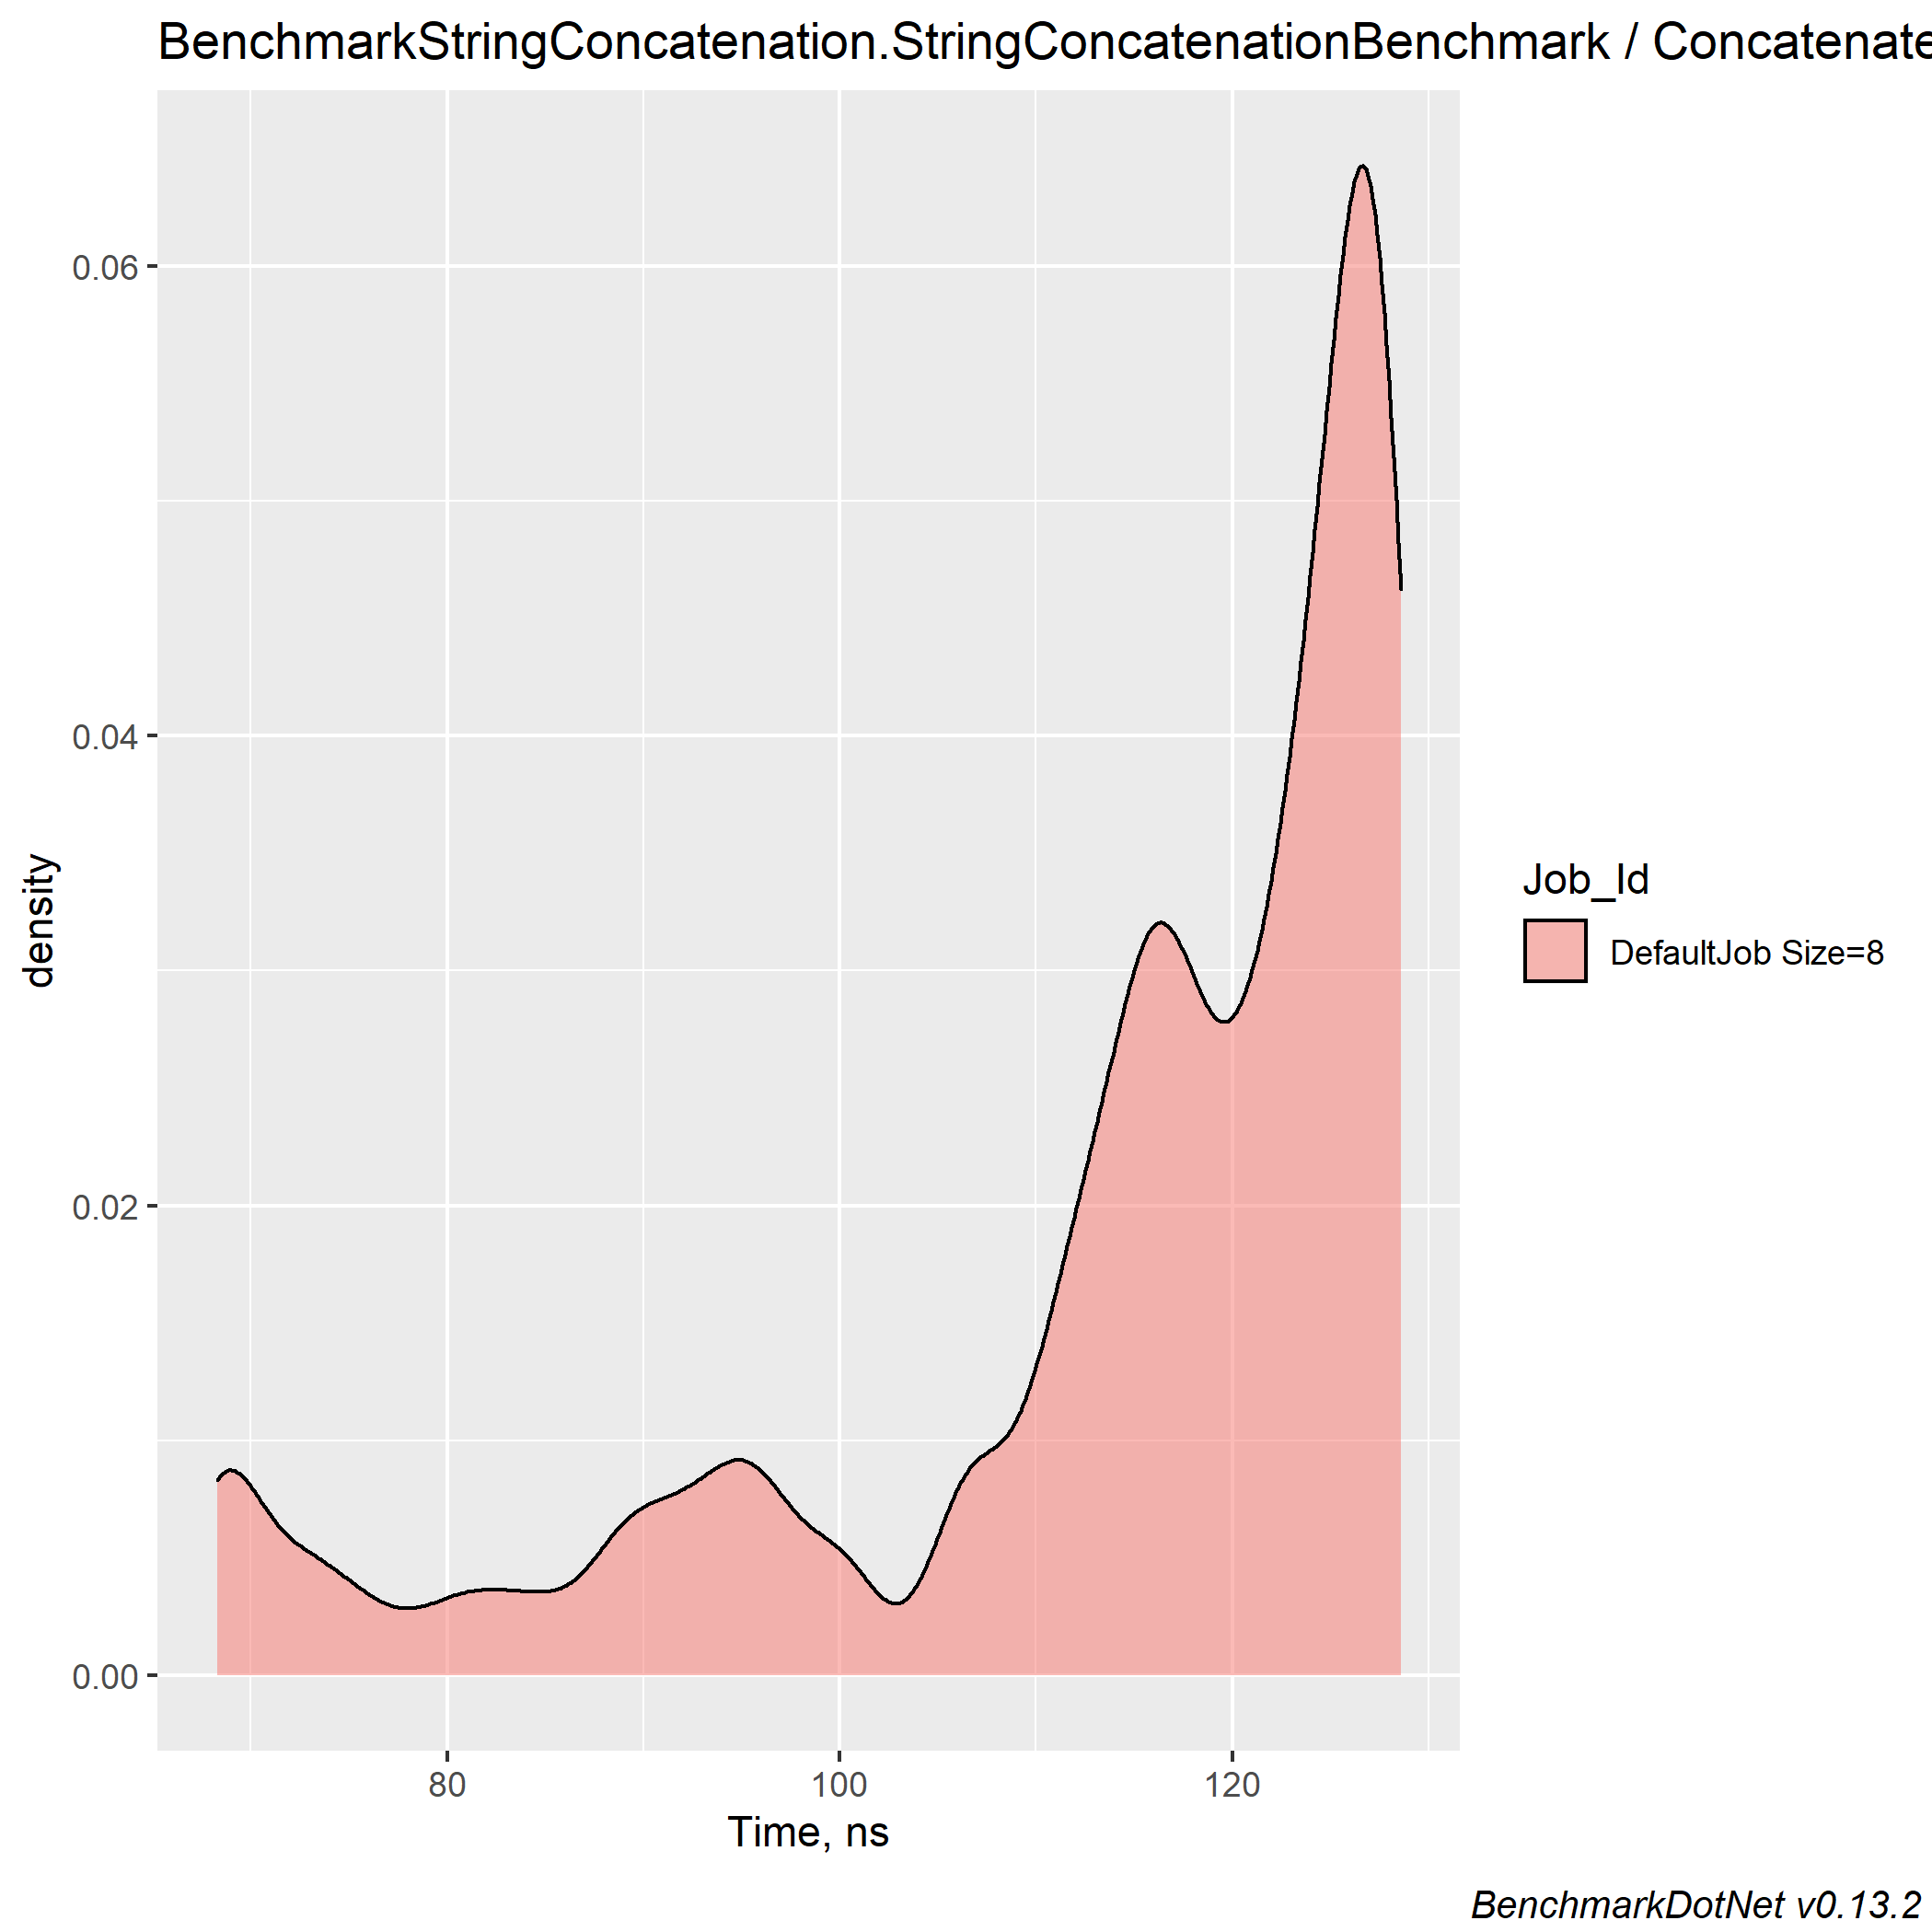 BenchmarkStringConcatenation.StringConcatenationBenchmark / Concatenate
0.06
0.04
0.02
0.00
density
80 100 120
Time, ns
Job_Id
DefaultJob Size=8
BenchmarkDotNet v0.13.2